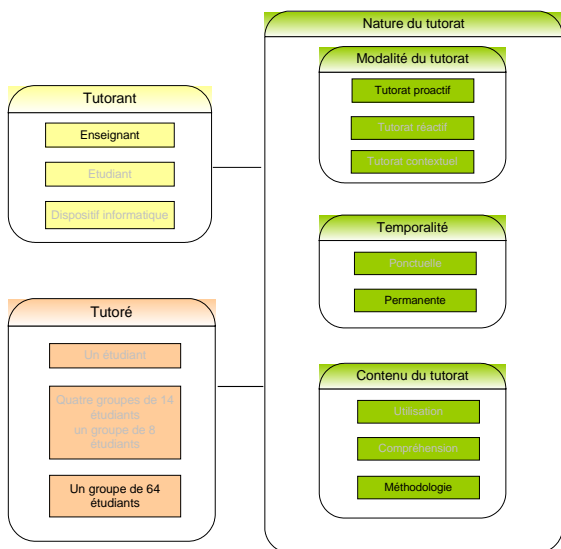 Nature du tutorat
Modalité du tutorat
Tutorat proactif
Tutorat réactif
Tutorat contextuel
Tutorant
Enseignant
Etudiant
Dispositif informatique
Temporalité
Ponctuelle
Permanente
Tutoré
Un étudiant
Quatre groupes de 14
étudiants
un groupe de 8
étudiants
Un groupe de 64
étudiants
Contenu du tutorat
Utilisation
Compréhension
Méthodologie